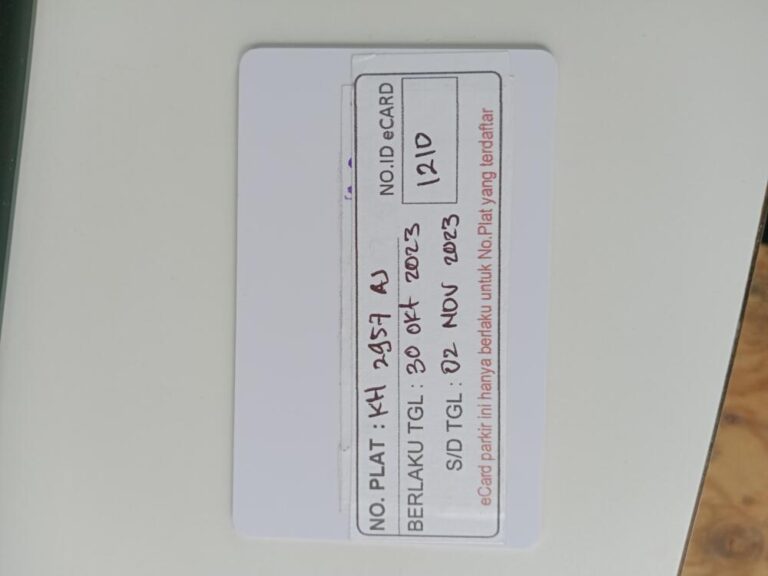 NO. PLAT : KH 2957 AJ
NO.ID eCARD
BERLAKU TGL : 30 Okt 2023
1210
S/D TGL : 02 NOV 2023
eCard parkir ini hanya berlaku untuk No.Plat yang terdaftar